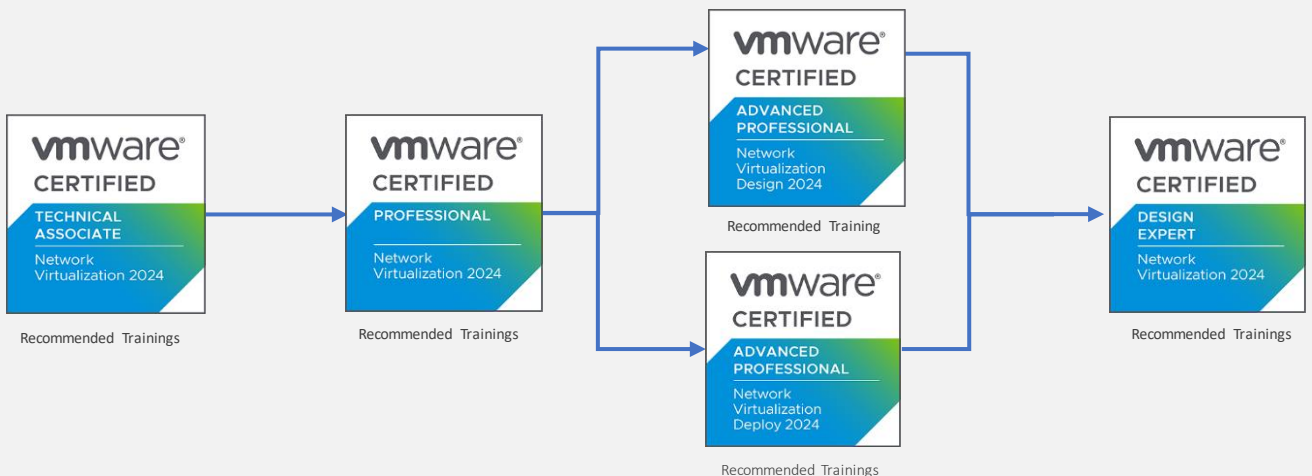 vmware®
CERTIFIED
TECHNICAL
ASSOCIATE
Network
Virtualization 2024
Recommended Trainings
vmware®
CERTIFIED
PROFESSIONAL
Network
Virtualization 2024
Recommended Trainings
vmware®
CERTIFIED
ADVANCED
PROFESSIONAL
Network
Virtualization
Design 2024
Recommended Training
vmware®
CERTIFIED
ADVANCED
PROFESSIONAL
Network
Virtualization
Deploy 2024
Recommended Trainings
vmware®
CERTIFIED
DESIGN
EXPERT
Network
Virtualization 2024
Recommended Trainings